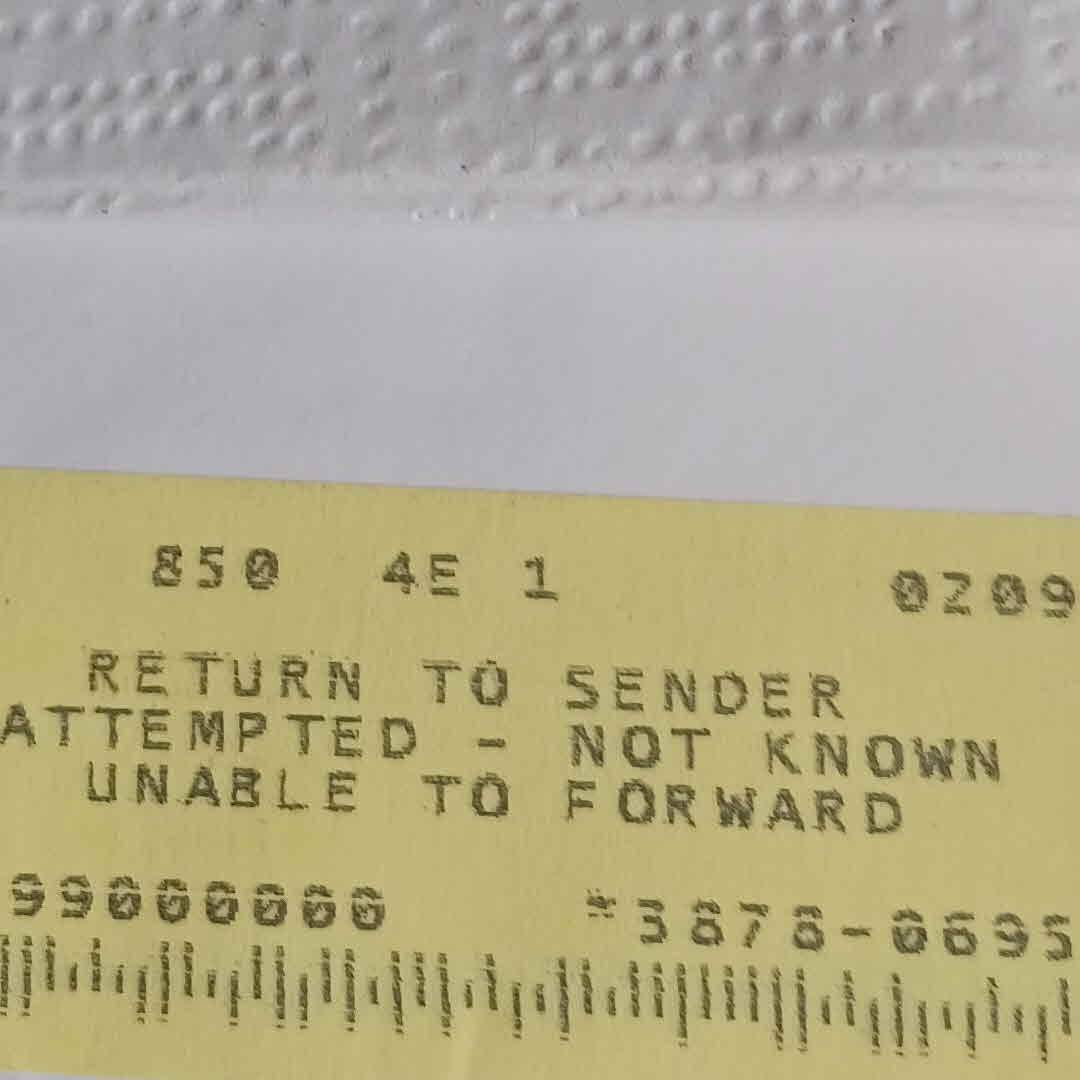 850 4E 1 0209
RETURN TO SENDER
ATTEMPTED - NOT KNOWN
UNABLE TO FORWARD
99000000 *3878-0695